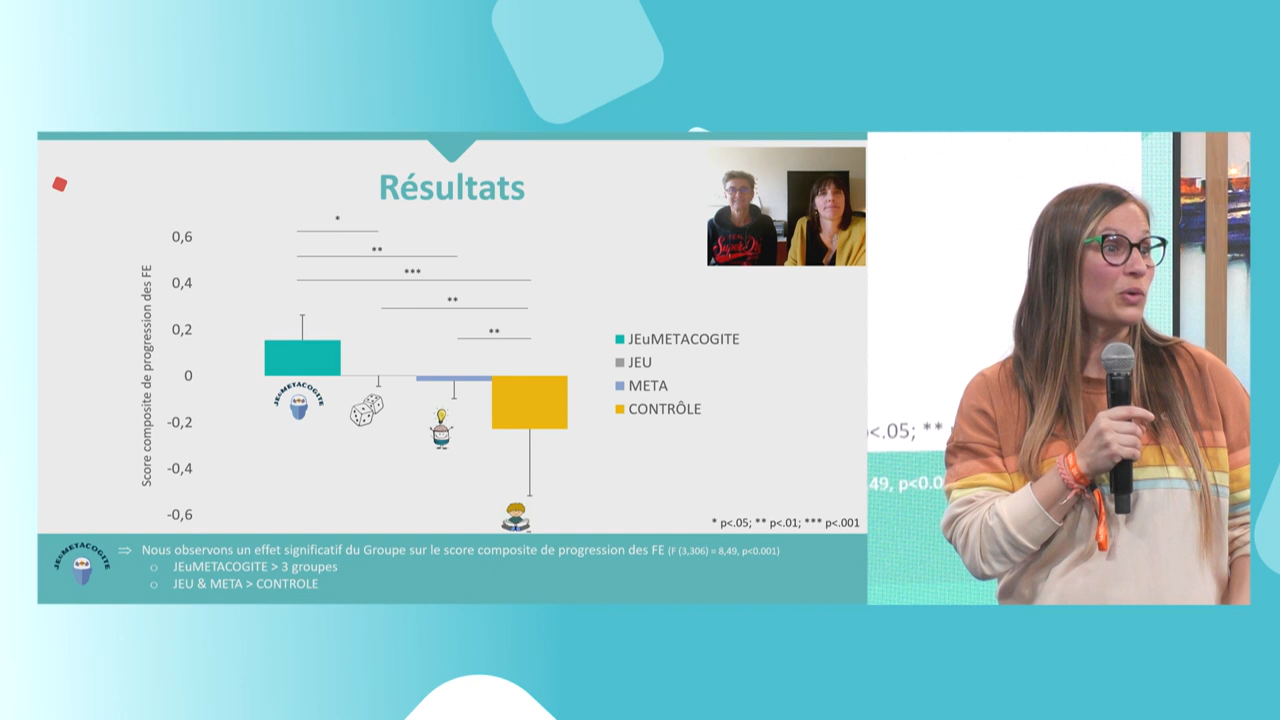 Résultats
*
**
***
**
**
Score composite de progression des FE
0,6
0,4
0,2
0
-0,2
-0,4
-0,6
JEuMETACOGITE
JEuMETACOGITE
JEU
META
CONTRÔLE
* p<.05; ** p<.01; *** p<.001
JEuMETACOGITE
⇒ Nous observons un effet significatif du Groupe sur le score composite de progression des FE (F (3,306) = 8,49, p<0.001)
o JEuMETACOGITE > 3 groupes
o JEU & META > CONTROLE
<.05; **
49, p<0.0